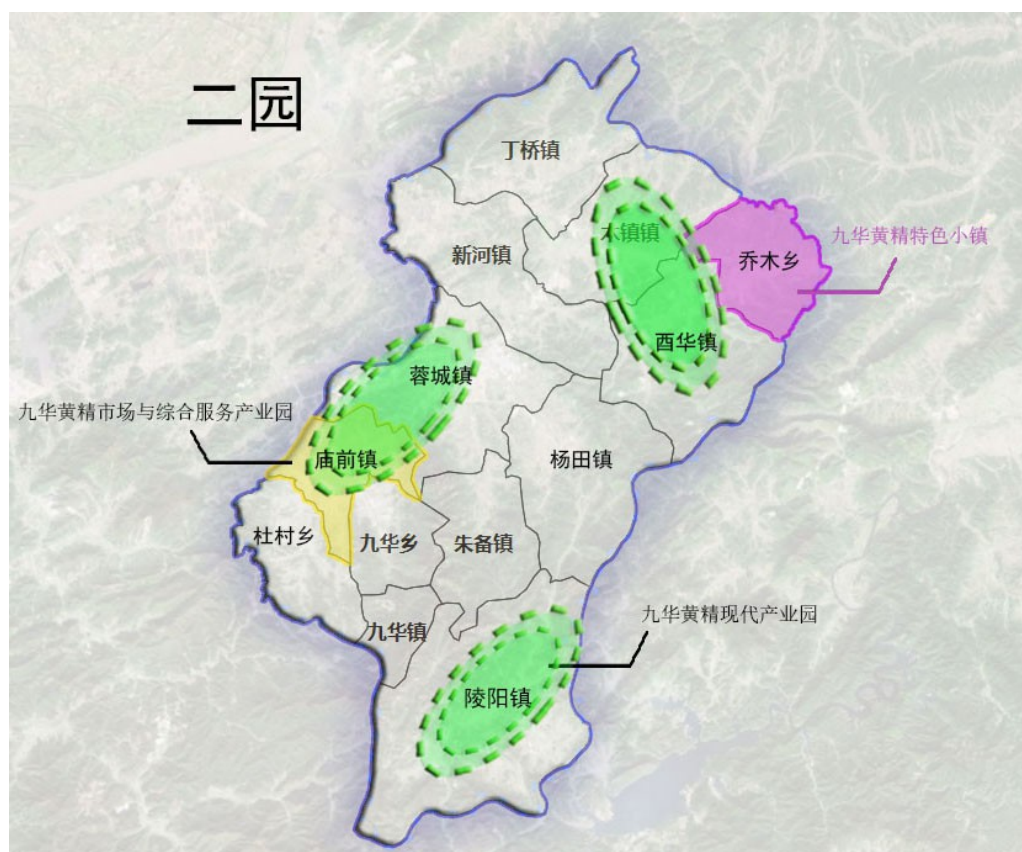 二园
丁桥镇
木镇镇
九华黄精特色小镇
新河镇
乔木乡
酉华镇
蓉城镇
九华黄精市场与综合服务产业园
庙前镇
杨田镇
杜村乡
九华乡
朱备镇
九华黄精现代产业园
九华镇
陵阳镇